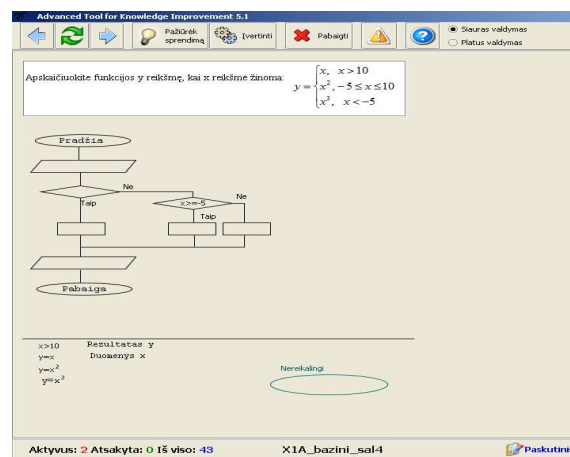 Advanced Tool for Knowledge Improvement 5.1
Pažiūrėk sprendimą
Įvertinti
Pabaigti
Siauras valdymas
Platus valdymas
Apskaičiuokite funkcijos y reikšmę, kai x reikšmė žinoma:
y = { x, x > 10
x², −5 ≤ x ≤ 10
x³, x < −5
Pradžia
Ne
Taip
x>=-5
Ne
Taip
Pabaiga
x>10 Rezultatas y
y=x Duomenys x
y=x²
y=x³
Nereikalingi
Aktyvus: 2 Atsakyta: 0 Iš viso: 43 X1A_bazini_sal4